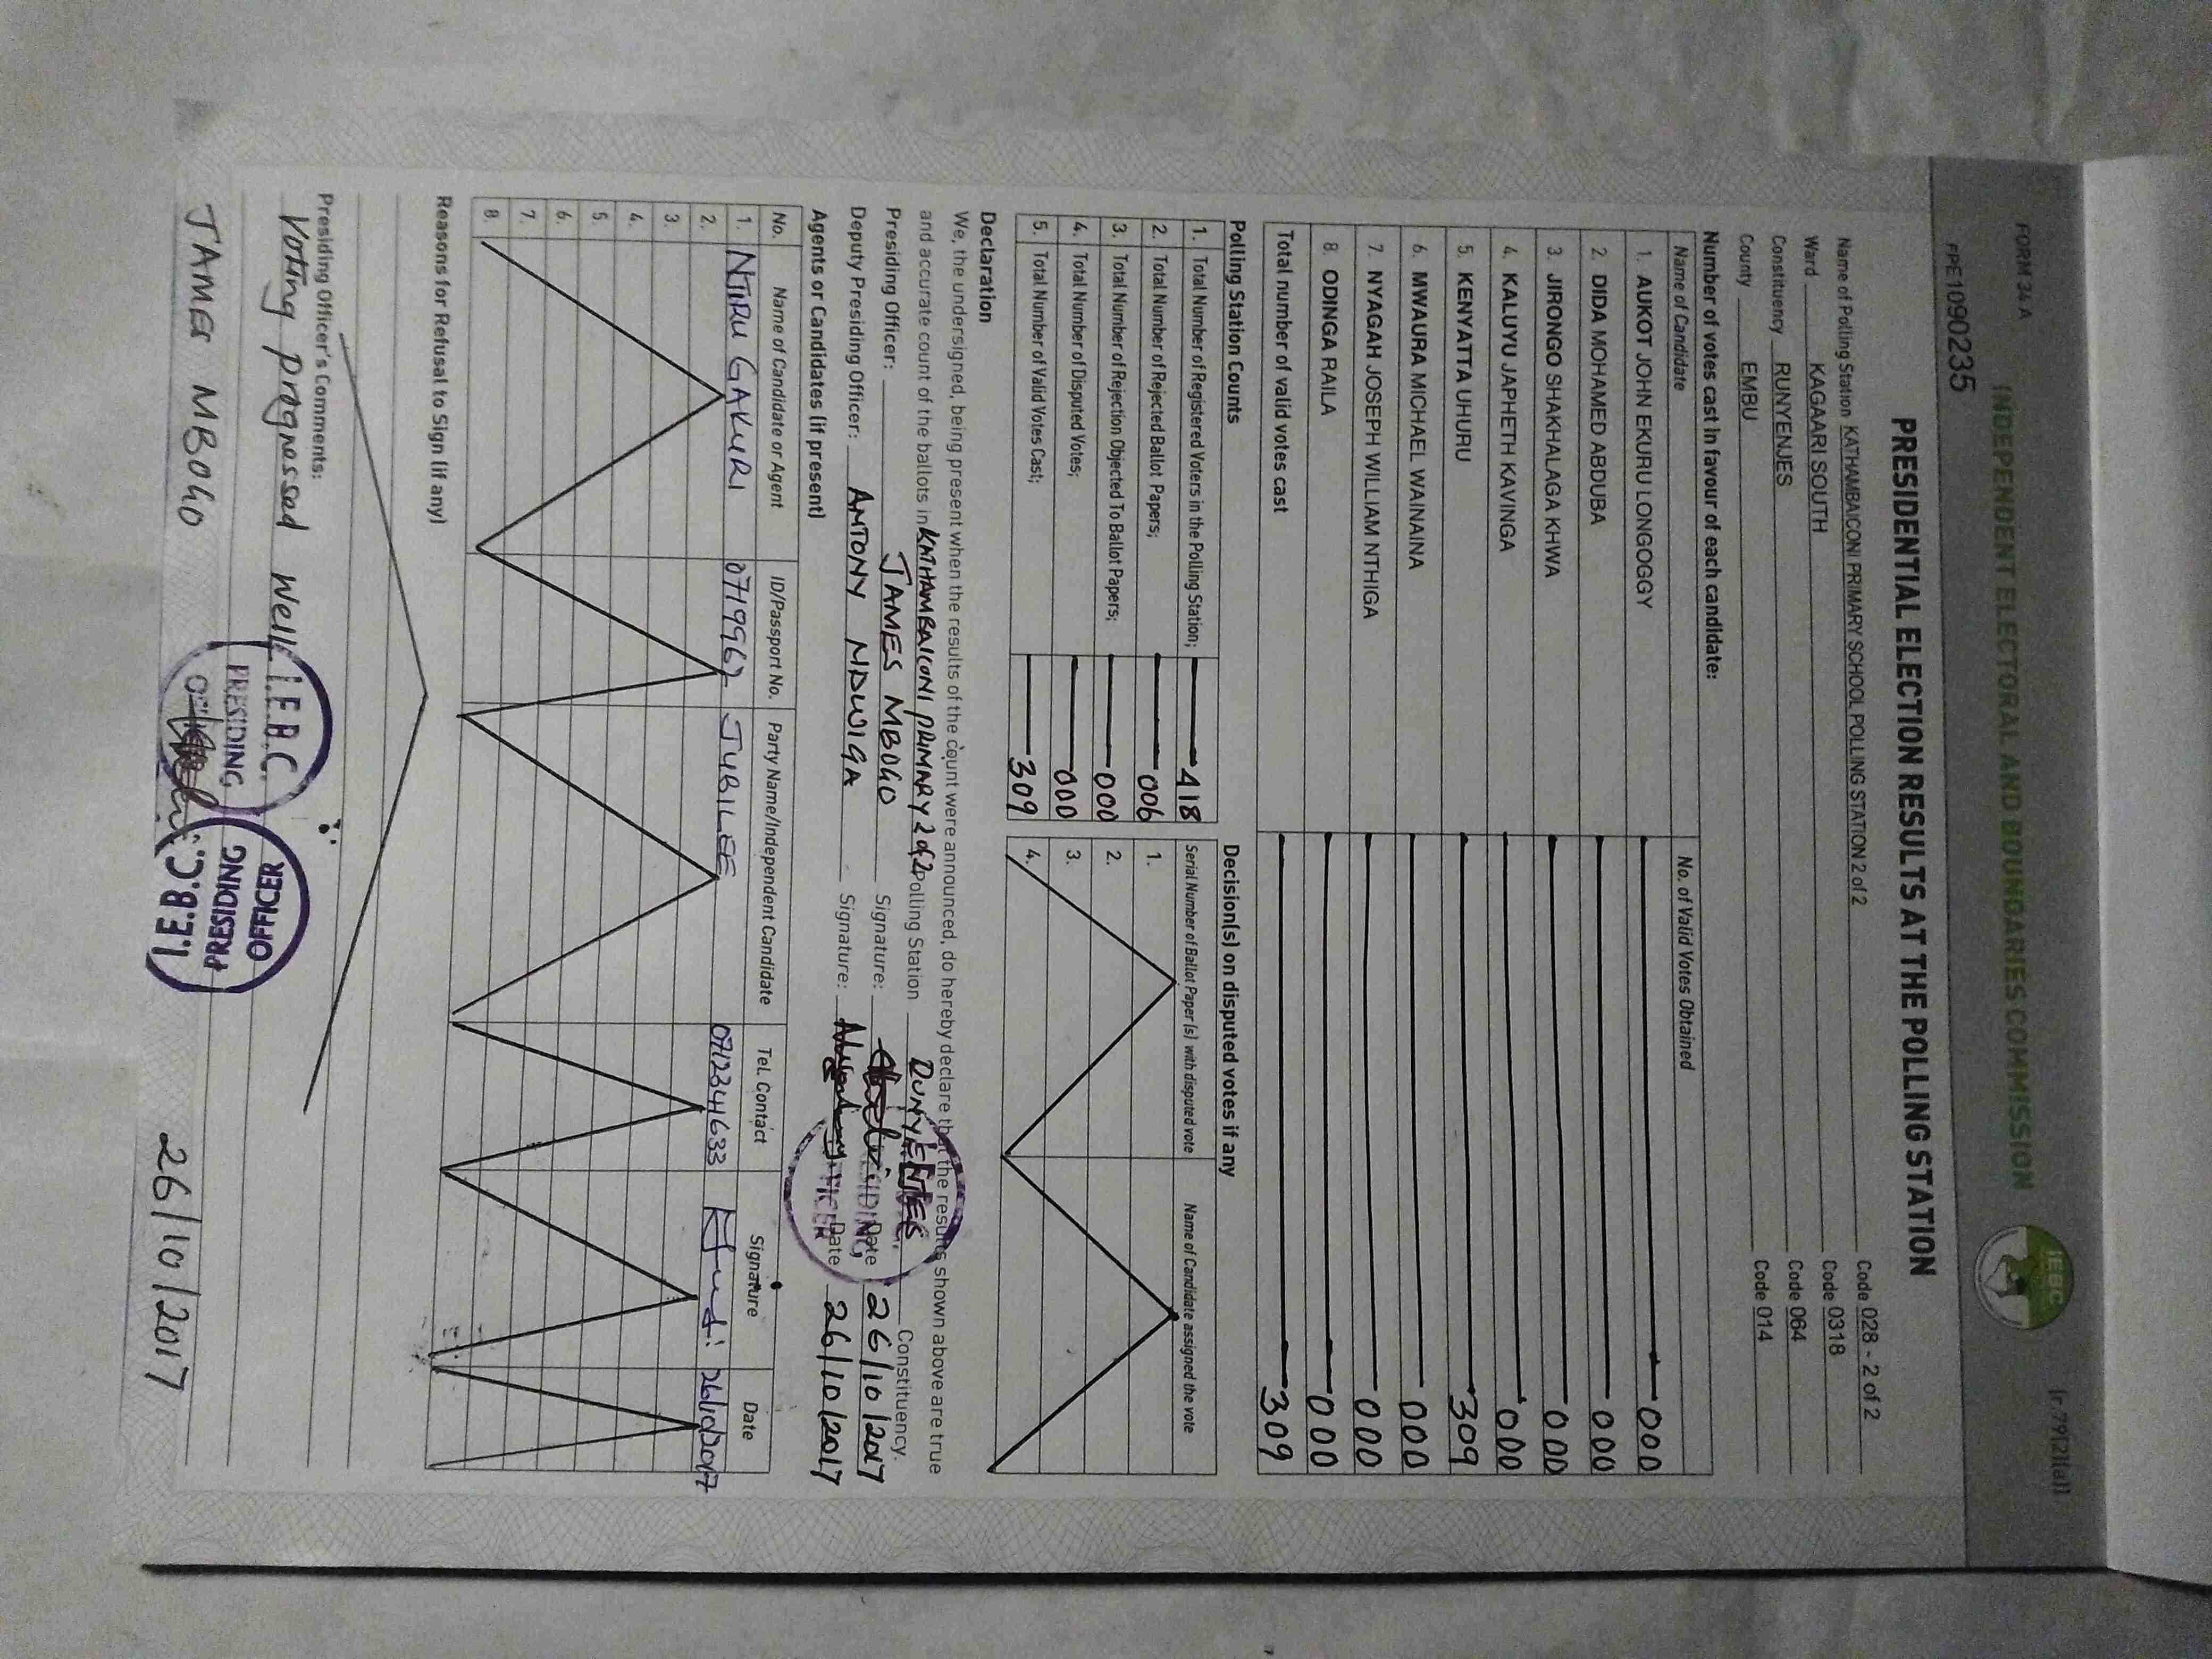 FORM 34 A
[r.79(2)(a)]
INDEPENDENT ELECTORAL AND BOUNDARIES COMMISSION
IEBC
PPE1090235
PRESIDENTIAL ELECTION RESULTS AT THE POLLING STATION
Name of Polling Station KATHAMBAICONI PRIMARY SCHOOL POLLING STATION 2 of 2 Code 028 - 2 of 2
Ward KAGAARI SOUTH Code 0318
Constituency RUNYENJES Code 064
County EMBU Code 014
Number of votes cast in favour of each candidate:
Name of Candidate No. of Valid Votes Obtained
1. AUKOT JOHN EKURU LONGOGGY 000
2. DIDA MOHAMED ABDUBA 000
3. JIRONGO SHAKHALAGA KHWA 000
4. KALUYU JAPHETH KAVINGA 000
5. KENYATTA UHURU 309
6. MWAURA MICHAEL WAINAINA 000
7. NYAGAH JOSEPH WILLIAM NTHIGA 000
8. ODINGA RAILA 000
Total number of valid votes cast 309
Polling Station Counts
1. Total Number of Registered Voters in the Polling Station; 418
2. Total Number of Rejected Ballot Papers; 006
3. Total Number of Rejection Objected To Ballot Papers; 000
4. Total Number of Disputed Votes; 000
5. Total Number of Valid Votes Cast; 309
Decision(s) on disputed votes if any
Serial Number of Ballot Paper (s) with disputed vote Name of Candidate assigned the vote
1.
2.
3.
4.
Declaration
We, the undersigned, being present when the results of the count were announced, do hereby declare that the results shown above are true
and accurate count of the ballots in KATHAMBAICONI PRIMARY 2 of 2 Polling Station RUNYENJES Constituency.
Presiding Officer: JAMES MBOGO Signature: Date 26/10/2017
Deputy Presiding Officer: ANTONY NDWIGA Signature: Date 26/10/2017
Agents or Candidates (if present)
No. Name of Candidate or Agent ID/Passport No. Party Name/Independent Candidate Tel. Contact Signature Date
1. NTIRU GAKURI 0719962 JUBILEE 0712341633 26/10/2017
2.
3.
4.
5.
6.
7.
8.
Reasons for Refusal to Sign (if any)
Presiding Officer's Comments:
Voting progressed well
I.E.B.C.
PRESIDING
OFFICER
PRESIDING
I.E.B.C.
JAMES MBOGO 26/10/2017